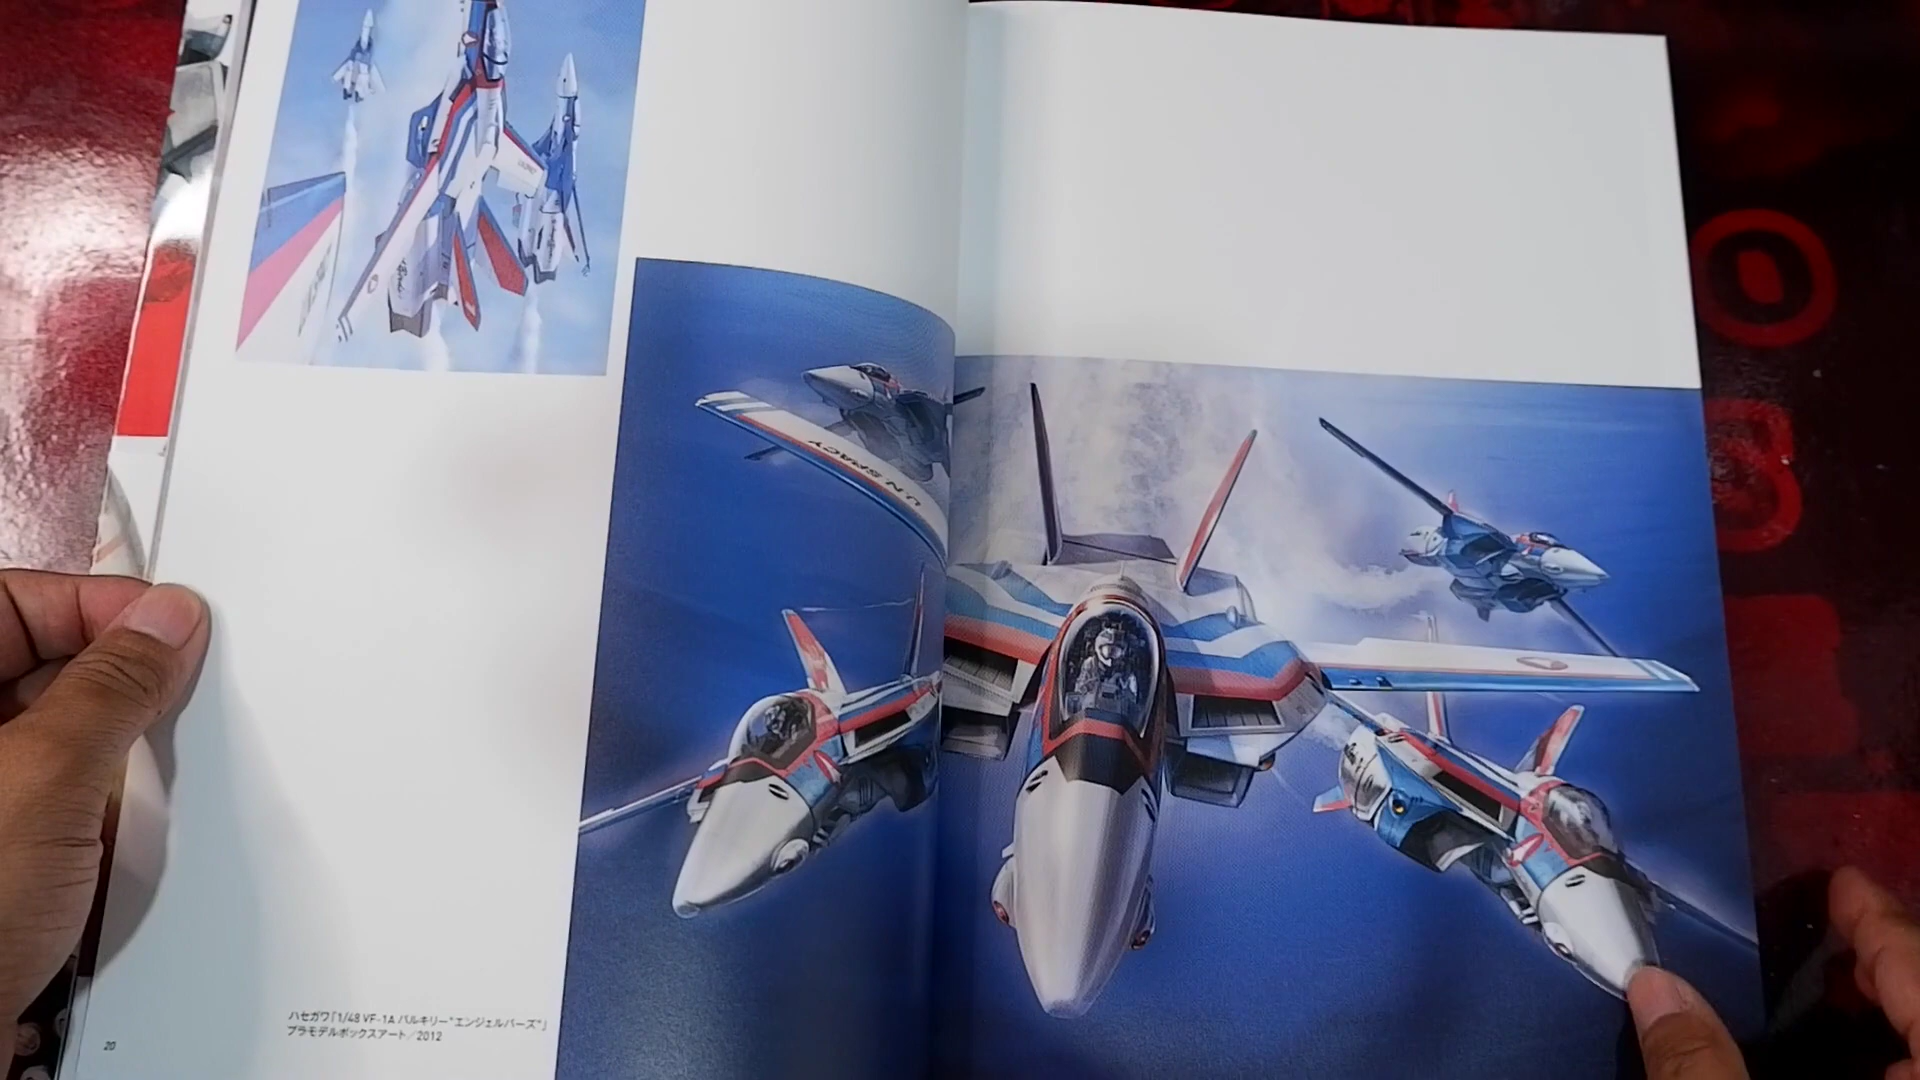 U.N.SPACY
ハセガワ「1/48 VF-1A バルキリー"エンジェルバーズ"」
プラモデルボックスアート/2012
20